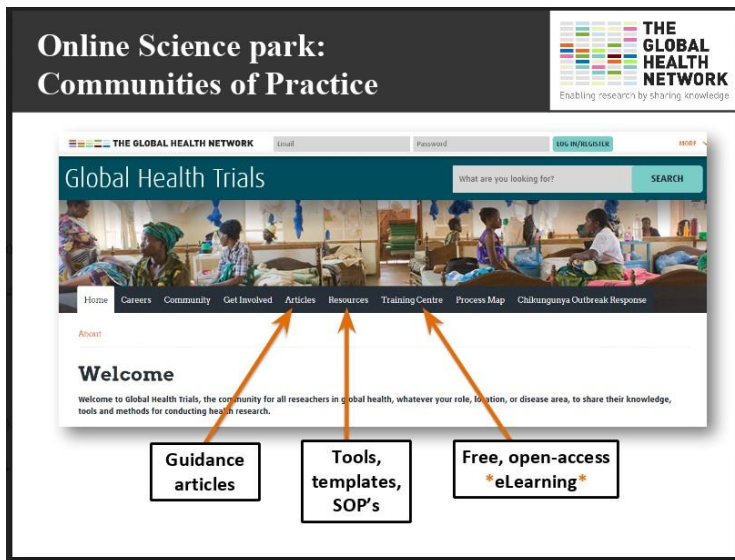 Online Science park:
Communities of Practice
THE
GLOBAL
HEALTH
NETWORK
Enabling research by sharing knowledge
THE GLOBAL HEALTH NETWORK Email Password LOG IN/REGISTER MORE
Global Health Trials What are you looking for? SEARCH
Home Careers Community Get Involved Articles Resources Training Centre Process Map Chikungunya Outbreak Response
About
Welcome
Welcome to Global Health Trials, the community for all reseachers in global health, whatever your role, location, or disease area, to share their knowledge,
tools and methods for conducting health research.
Guidance
articles
Tools,
templates,
SOP's
Free, open-access
*eLearning*